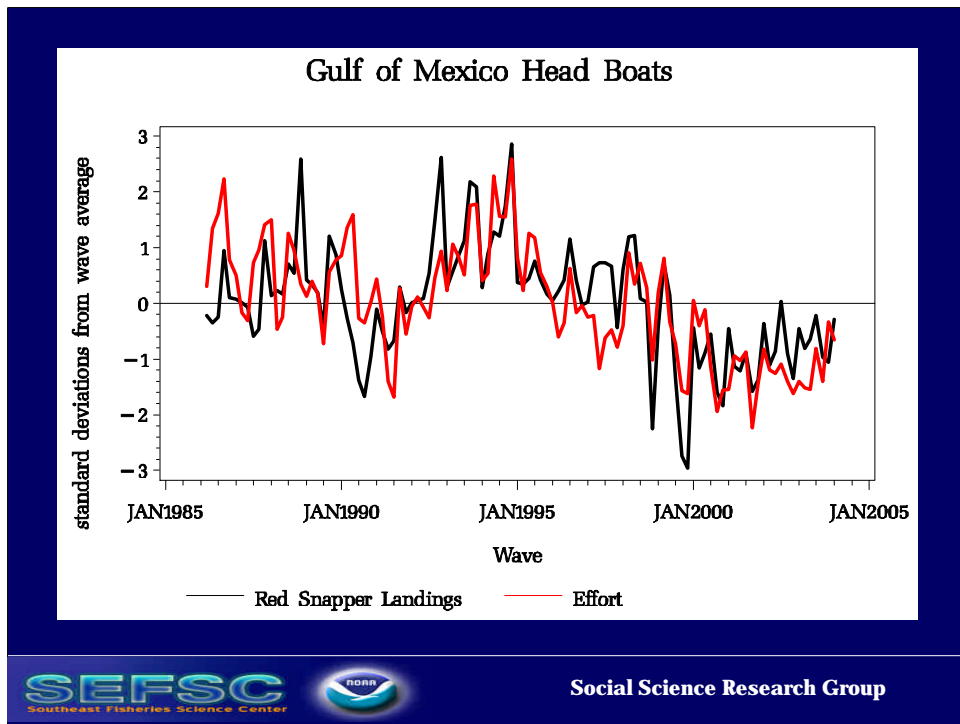 Gulf of Mexico Head Boats
standard deviations from wave average
3
2
1
0
−1
−2
−3
JAN1985 JAN1990 JAN1995 JAN2000 JAN2005
Wave
Red Snapper Landings Effort
SEFSC
Southeast Fisheries Science Center
NOAA
Social Science Research Group